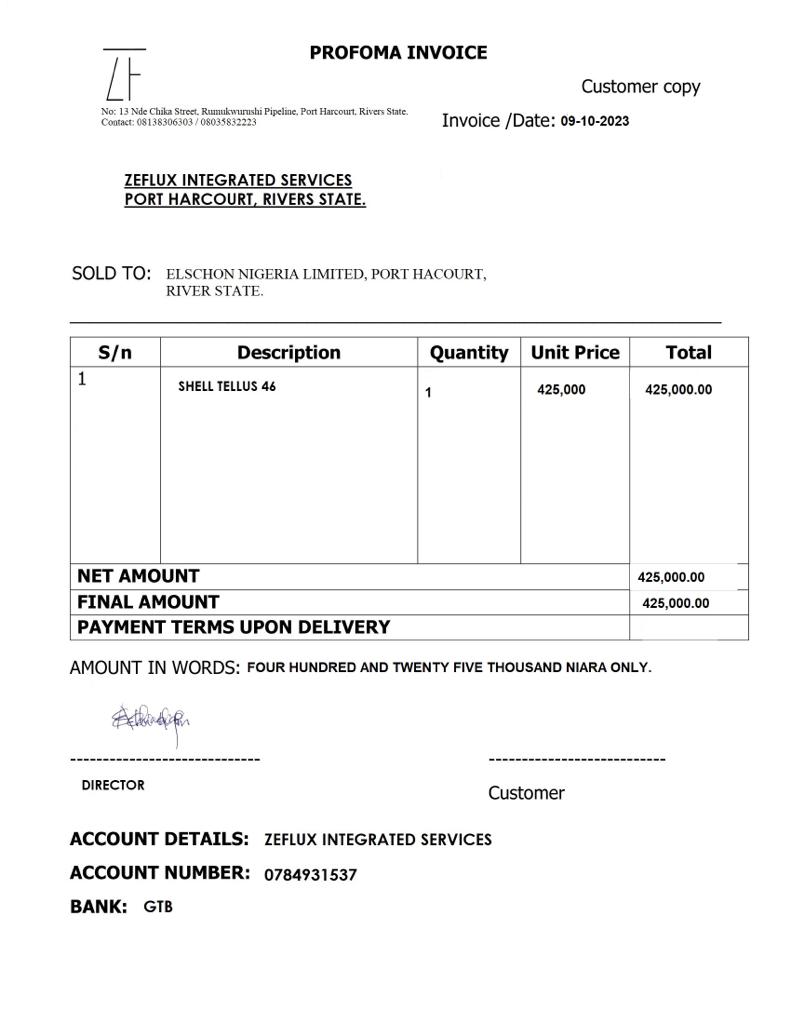 PROFOMA INVOICE
ZF
Customer copy
No: 13 Nde Chika Street, Rumukwurushi Pipeline, Port Harcourt, Rivers State.
Contact: 08138306303 / 08035832223
Invoice /Date: 09-10-2023
ZEFLUX INTEGRATED SERVICES
PORT HARCOURT, RIVERS STATE.
SOLD TO: ELSCHON NIGERIA LIMITED, PORT HACOURT,
RIVER STATE.
S/n Description Quantity Unit Price Total
1 SHELL TELLUS 46 1 425,000 425,000.00
NET AMOUNT 425,000.00
FINAL AMOUNT 425,000.00
PAYMENT TERMS UPON DELIVERY
AMOUNT IN WORDS: FOUR HUNDRED AND TWENTY FIVE THOUSAND NIARA ONLY.
DIRECTOR
Customer
ACCOUNT DETAILS: ZEFLUX INTEGRATED SERVICES
ACCOUNT NUMBER: 0784931537
BANK: GTB